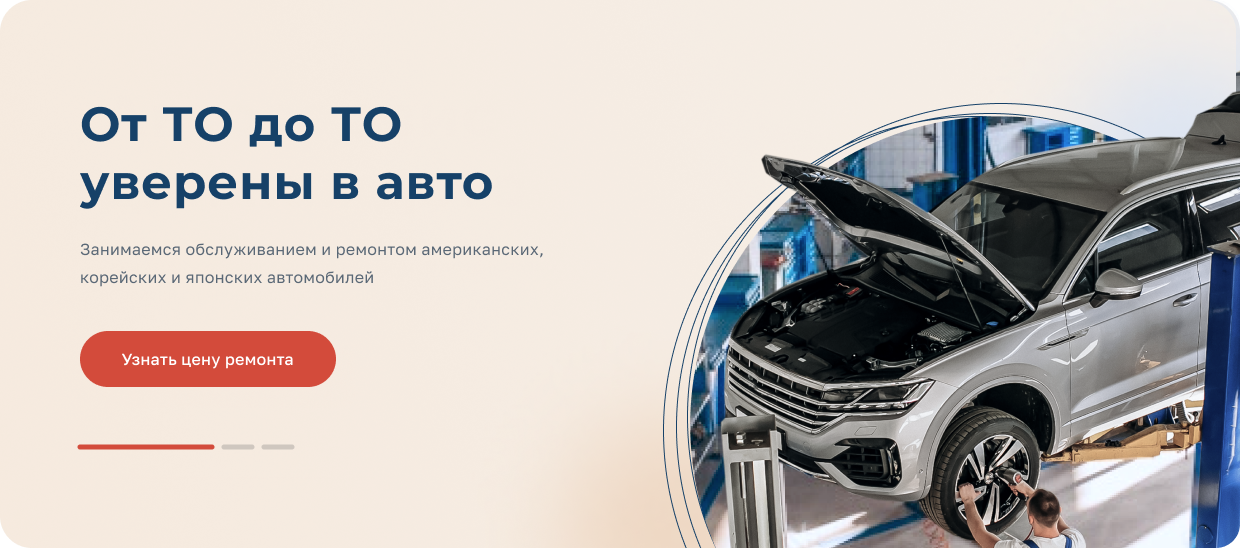 От ТО до ТО
уверены в авто
Занимаемся обслуживанием и ремонтом американских,
корейских и японских автомобилей
Узнать цену ремонта